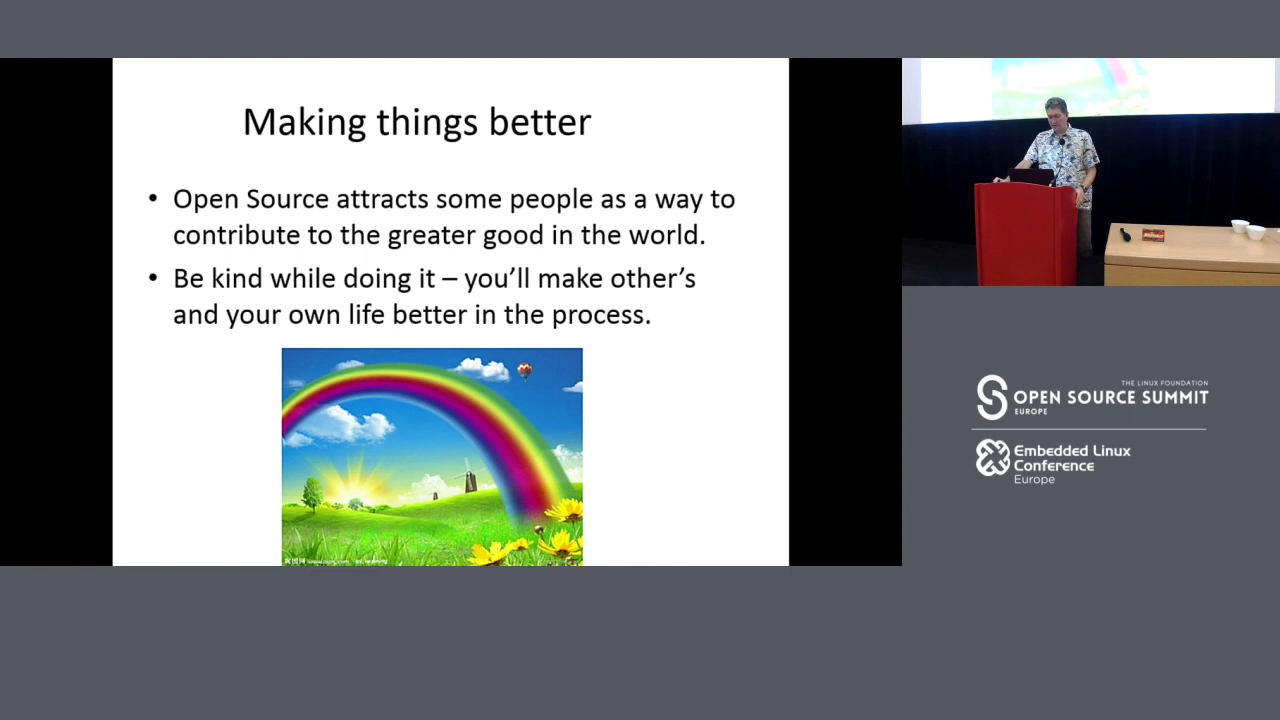 Making things better
• Open Source attracts some people as a way to
contribute to the greater good in the world.
• Be kind while doing it – you’ll make other’s
and your own life better in the process.
THE LINUX FOUNDATION
OPEN SOURCE SUMMIT
EUROPE
Embedded Linux
Conference
Europe